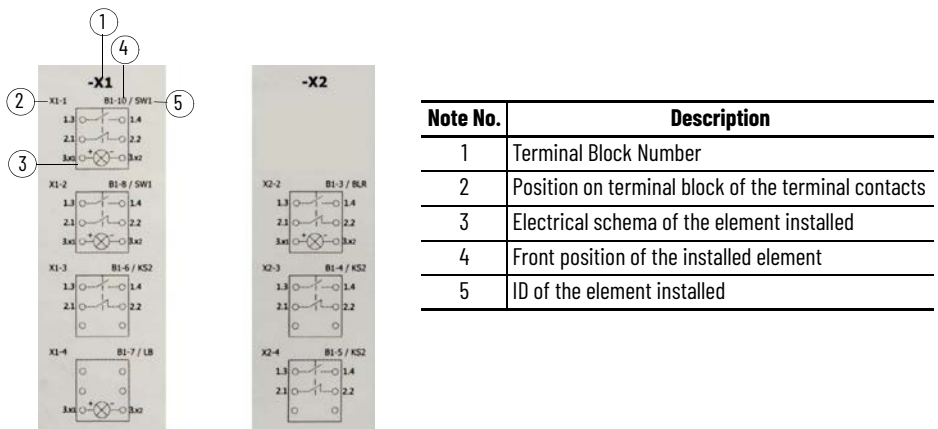 1
4
-X1
-X2
2
X1-1 B1-10 / SW1
5
1.3 1.4
2.1 2.2
3.x1 + - 3.x2
3
X1-2 B1-8 / SW1
1.3 1.4
2.1 2.2
3.x1 + - 3.x2
X1-3 B1-6 / KS2
1.3 1.4
2.1 2.2
X1-4 B1-7 / LB
3.x1 + - 3.x2
X2-2 B1-3 / BLR
1.3 1.4
2.1 2.2
3.x1 + - 3.x2
X2-3 B1-4 / KS2
1.3 1.4
2.1 2.2
X2-4 B1-5 / KS2
1.3 1.4
2.1 2.2
Note No. Description
1 Terminal Block Number
2 Position on terminal block of the terminal contacts
3 Electrical schema of the element installed
4 Front position of the installed element
5 ID of the element installed